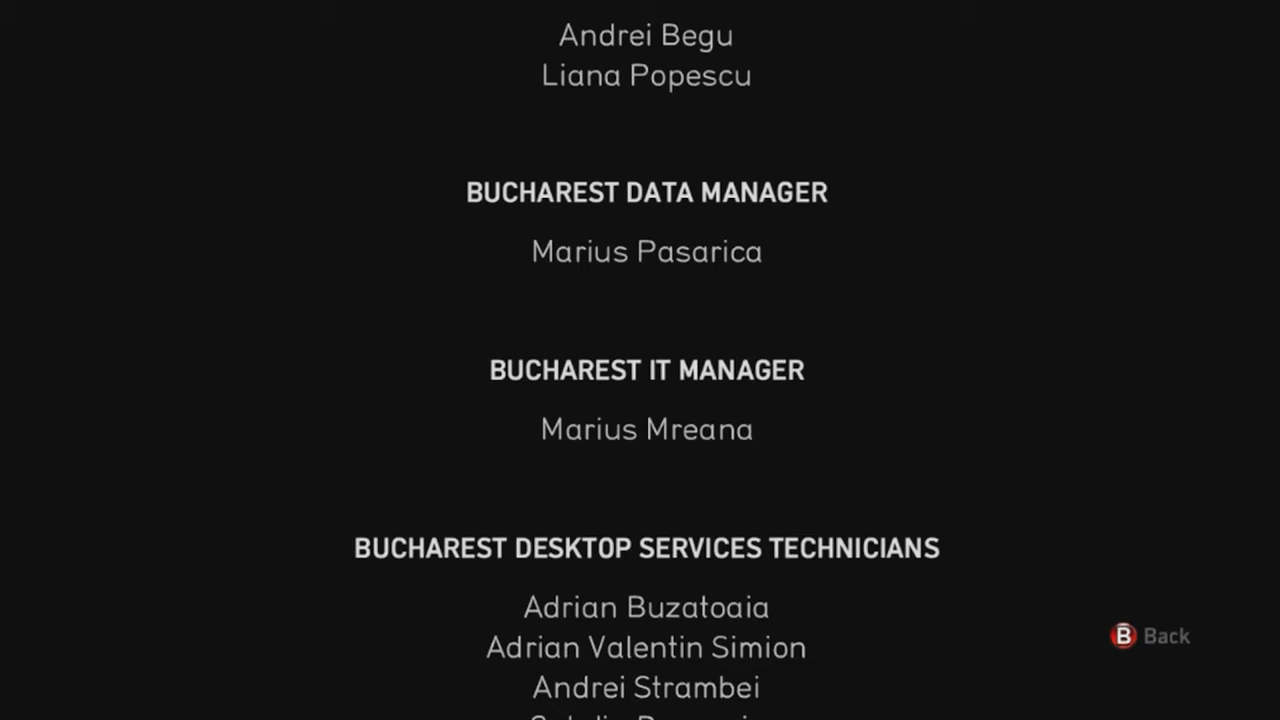 Andrei Begu
Liana Popescu
BUCHAREST DATA MANAGER
Marius Pasarica
BUCHAREST IT MANAGER
Marius Mreana
BUCHAREST DESKTOP SERVICES TECHNICIANS
Adrian Buzatoaia
Adrian Valentin Simion
B Back
Andrei Strambei